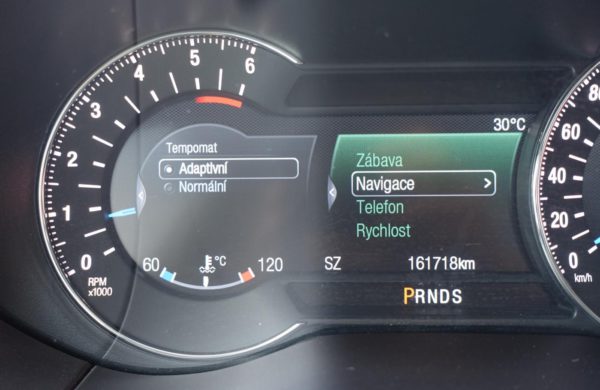 6
5
4
3
2
1
0
RPM
x1000
Tempomat
Adaptivní
Normální
60 °C 120
30°C
Zábava
Navigace >
Telefon
Rychlost
SZ 161718km
PRNDS
80
60
40
20
0
km/h